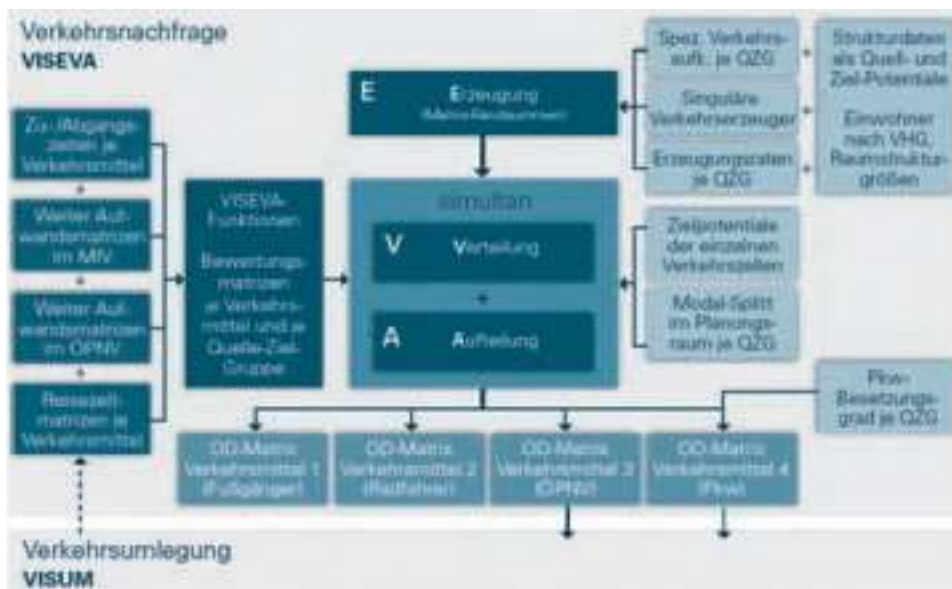 Verkehrsnachfrage
VISEVA
Zu-/Abgangs-
zeiten je
Verkehrsmittel
+
Weiter Auf-
wandsmatrizen
im MIV
+
Weiter Auf-
wandsmatrizen
im ÖPNV
+
Reisezeit-
matrizen je
Verkehrsmittel
VISEVA-
Funktionen
Bewertungs-
matrizen
je Verkehrs-
mittel und je
Quelle-Ziel-
Gruppe
E
Erzeugung
simultan
V
Verteilung
+
A
Aufteilung
Spez. Verkehrs-
aufk. je QZG
Singuläre
Verkehrserzeuger
Erzeugungsraten
je QZG
Strukturdaten
als Quell- und
Ziel-Potentiale
Einwohner
nach VHG,
Raumstruktur-
größen
Zielpotentiale
der einzelnen
Verkehrszellen
Modal-Split
im Planungs-
raum je QZG
Pkw-
Besetzungs-
grad je QZG
OD-Matrix
Verkehrsmittel 1
(Fußgänger)
OD-Matrix
Verkehrsmittel 2
(Radfahrer)
OD-Matrix
Verkehrsmittel 3
(ÖPNV)
OD-Matrix
Verkehrsmittel 4
(Pkw)
Verkehrsumlegung
VISUM